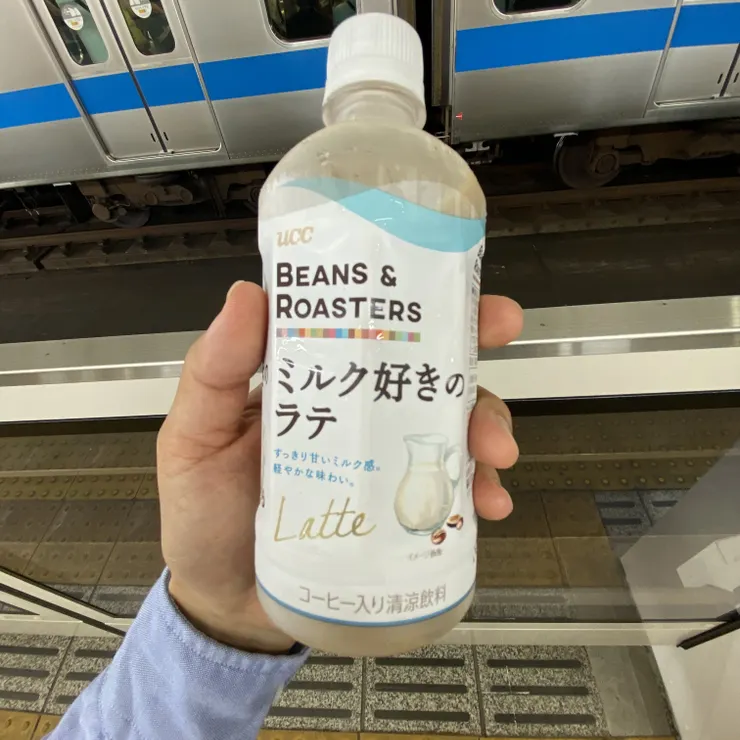 ucc
BEANS &
ROASTERS
ミルク好きの
ラテ
すっきり甘いミルク感。
軽やかな味わい。
Latte
イメージ画像
コーヒー入り清涼飲料